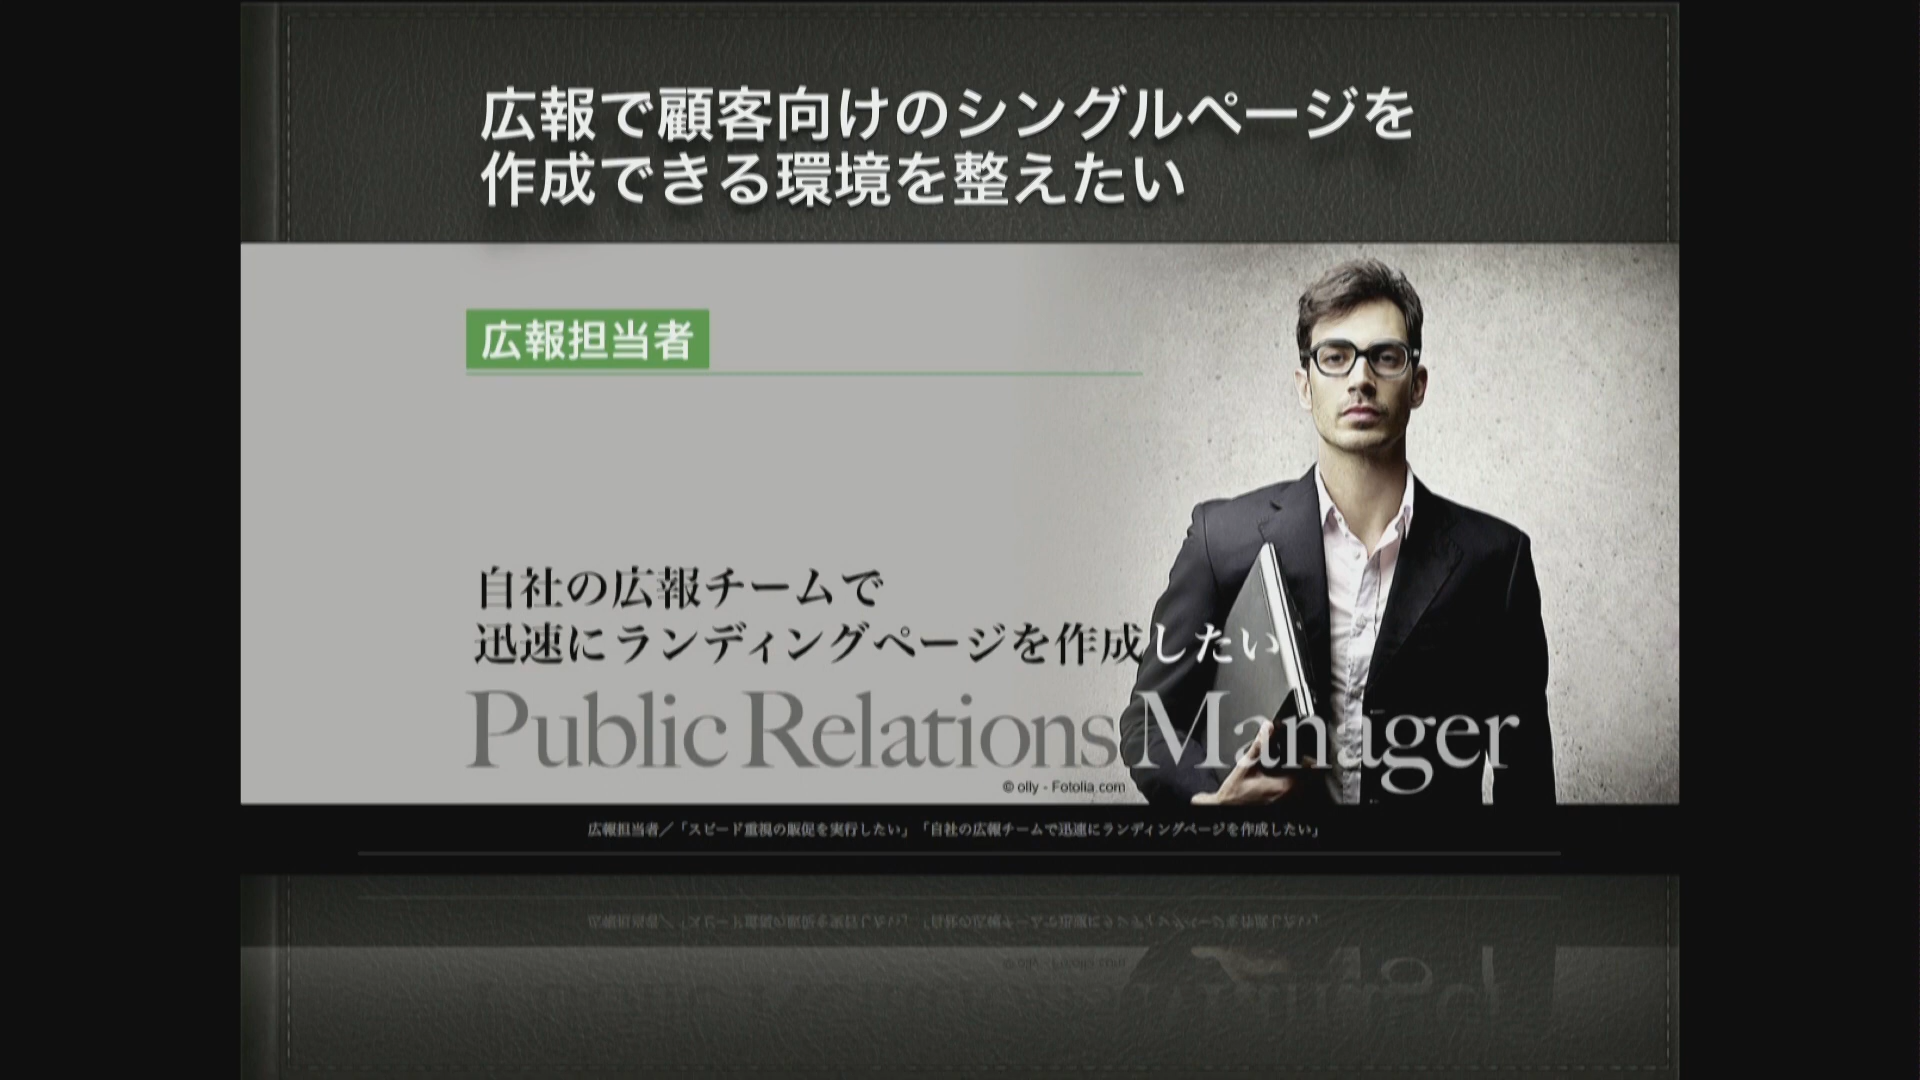 広報で顧客向けのシングルページを
作成できる環境を整えたい
広報担当者
自社の広報チームで
迅速にランディングページを作成したい
Public Relations Manager
© olly - Fotolia.com
広報担当者／「スピード重視の販促を実行したい」「自社の広報チームで迅速にランディングページを作成したい」